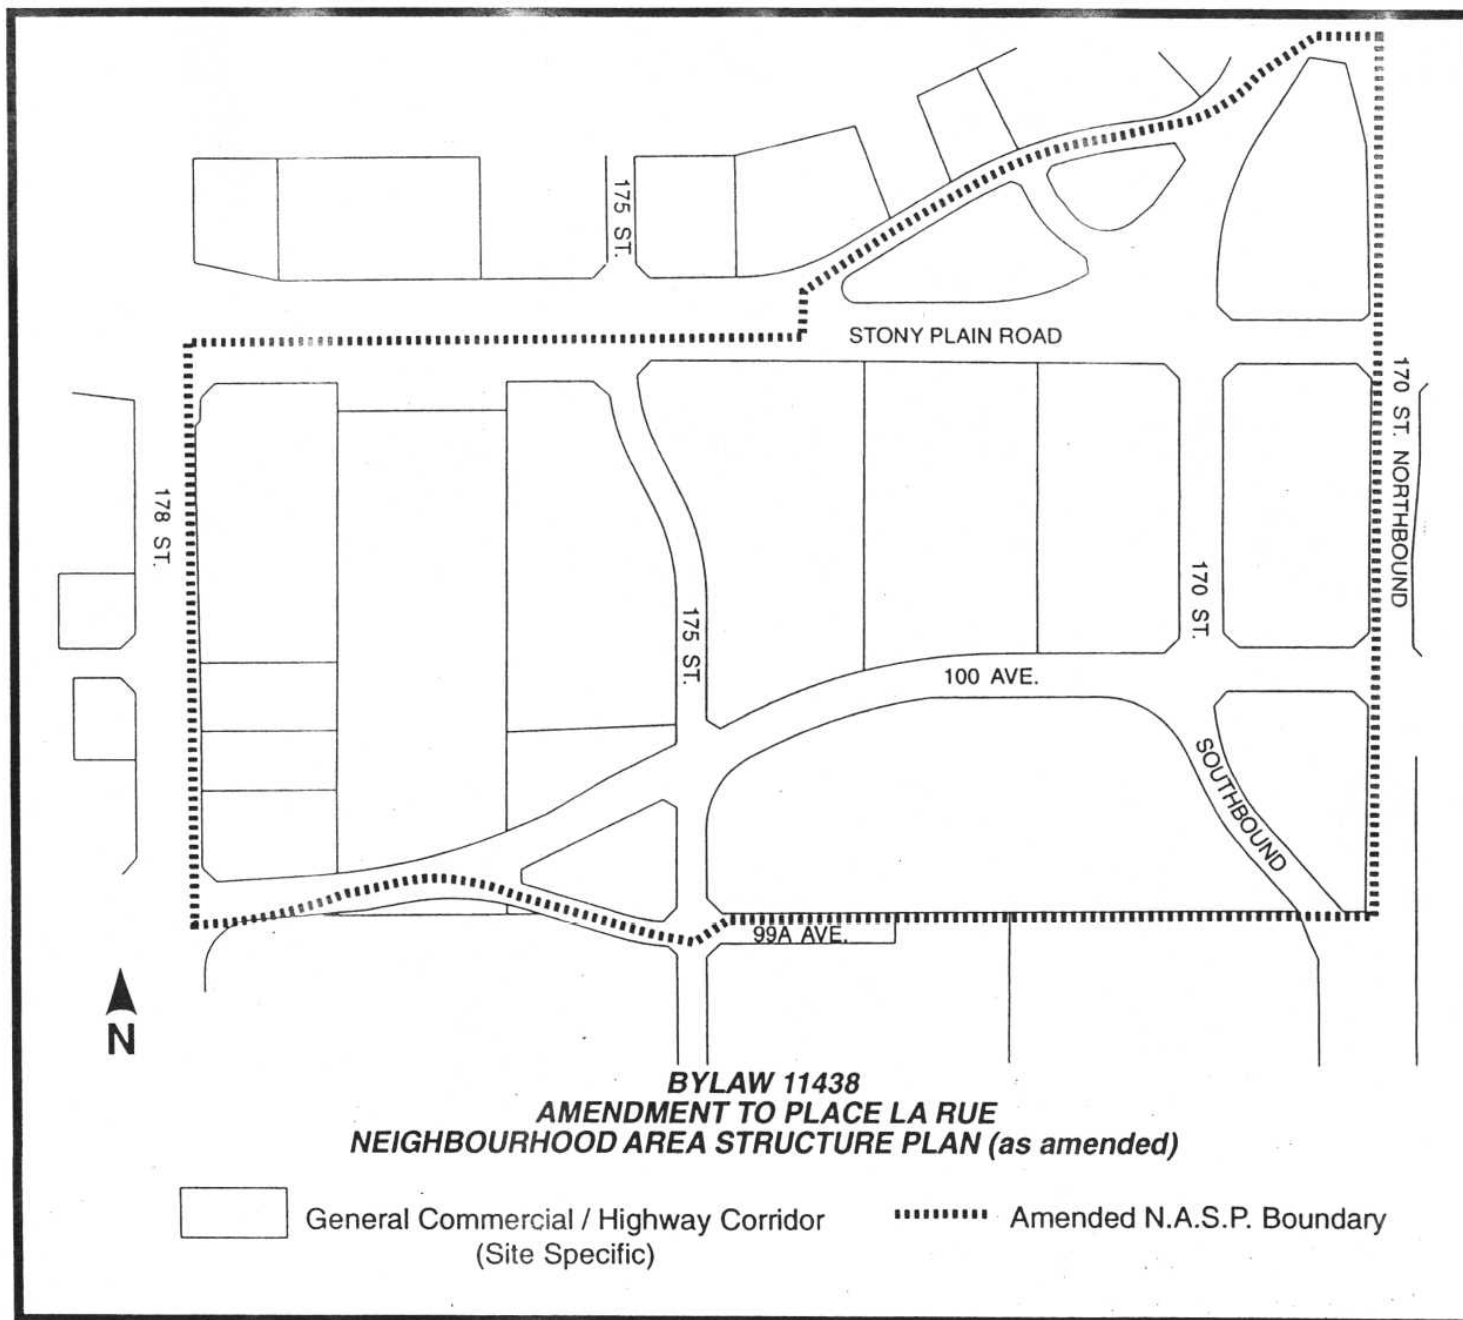 175 ST.
STONY PLAIN ROAD
170 ST. NORTHBOUND
178 ST.
170 ST.
175 ST.
100 AVE.
SOUTHBOUND
99A AVE.
N
BYLAW 11438
AMENDMENT TO PLACE LA RUE
NEIGHBOURHOOD AREA STRUCTURE PLAN (as amended)
General Commercial / Highway Corridor
(Site Specific)
Amended N.A.S.P. Boundary